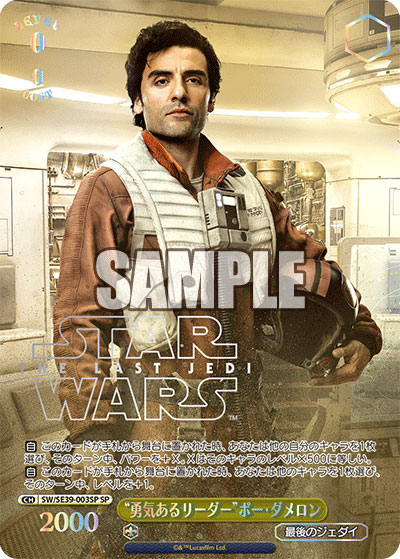 LEVEL
0
0
COST
SAMPLE
STAR
THE LAST JEDI
WARS™
自 このカードが手札から舞台に置かれた時、あなたは他の自分のキャラを1枚
選び、そのターン中、パワーを＋X。Xはそのキャラのレベル×500に等しい。
自 このカードが手札から舞台に置かれた時、あなたは他の自分のキャラを1枚選び、
そのターン中、レベルを＋1。
CH SW/SE39-003SP SP
“勇気あるリーダー”ポー・ダメロン
2000
最後のジェダイ
©&™Lucasfilm Ltd.